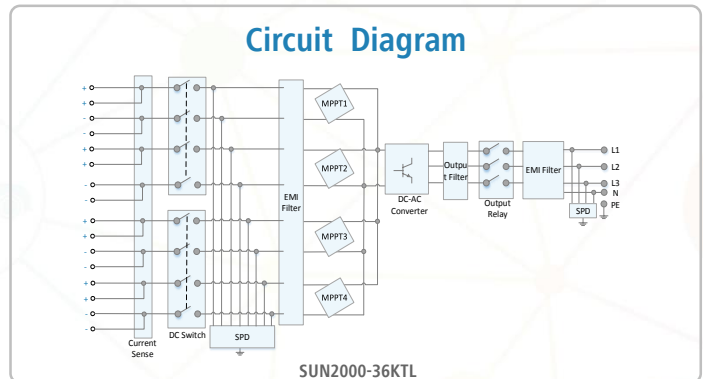 Circuit Diagram
+
+
-
-
+
+
-
-
+
+
-
-
+
+
-
-
Current
Sense
DC Switch
SPD
EMI
Filter
MPPT1
MPPT2
MPPT3
MPPT4
DC-AC
Converter
Outpu
t Filter
Output
Relay
EMI Filter
L1
L2
L3
N
PE
SPD
SUN2000-36KTL